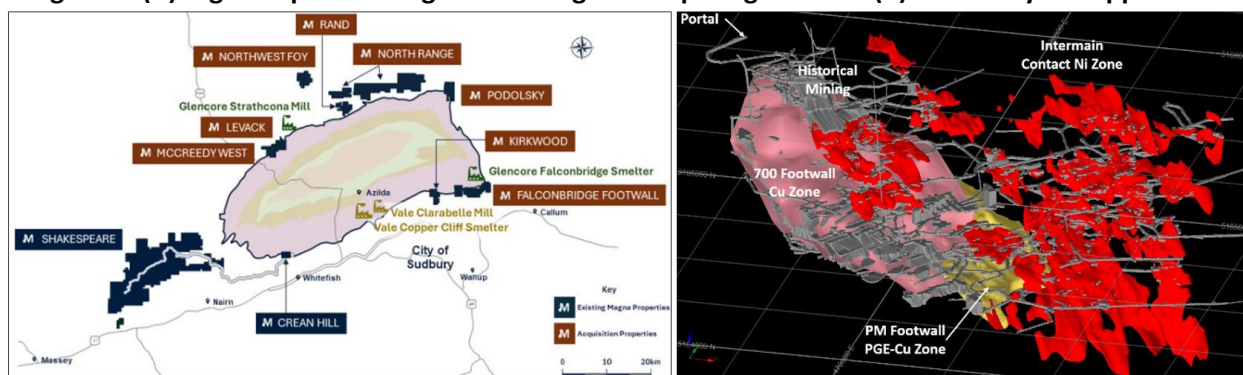 RAND
NORTHWEST FOY
NORTH RANGE
Glencore Strathcona Mill
PODOLSKY
LEVACK
KIRKWOOD
MCCREEDY WEST
Glencore Falconbridge Smelter
Azilda
FALCONBRIDGE FOOTWALL
Vale Clarabelle Mill
Callum
Vale Copper Cliff Smelter
SHAKESPEARE
City of
Sudbury
Whitefish
Wanup
Nairn
Key
CREAN HILL
Existing Magna Properties
Acquisition Properties
Massey
0 10 20km
Portal
Intermain
Contact Ni Zone
Historical
Mining
700 Footwall
Cu Zone
PM Footwall
PGE-Cu Zone